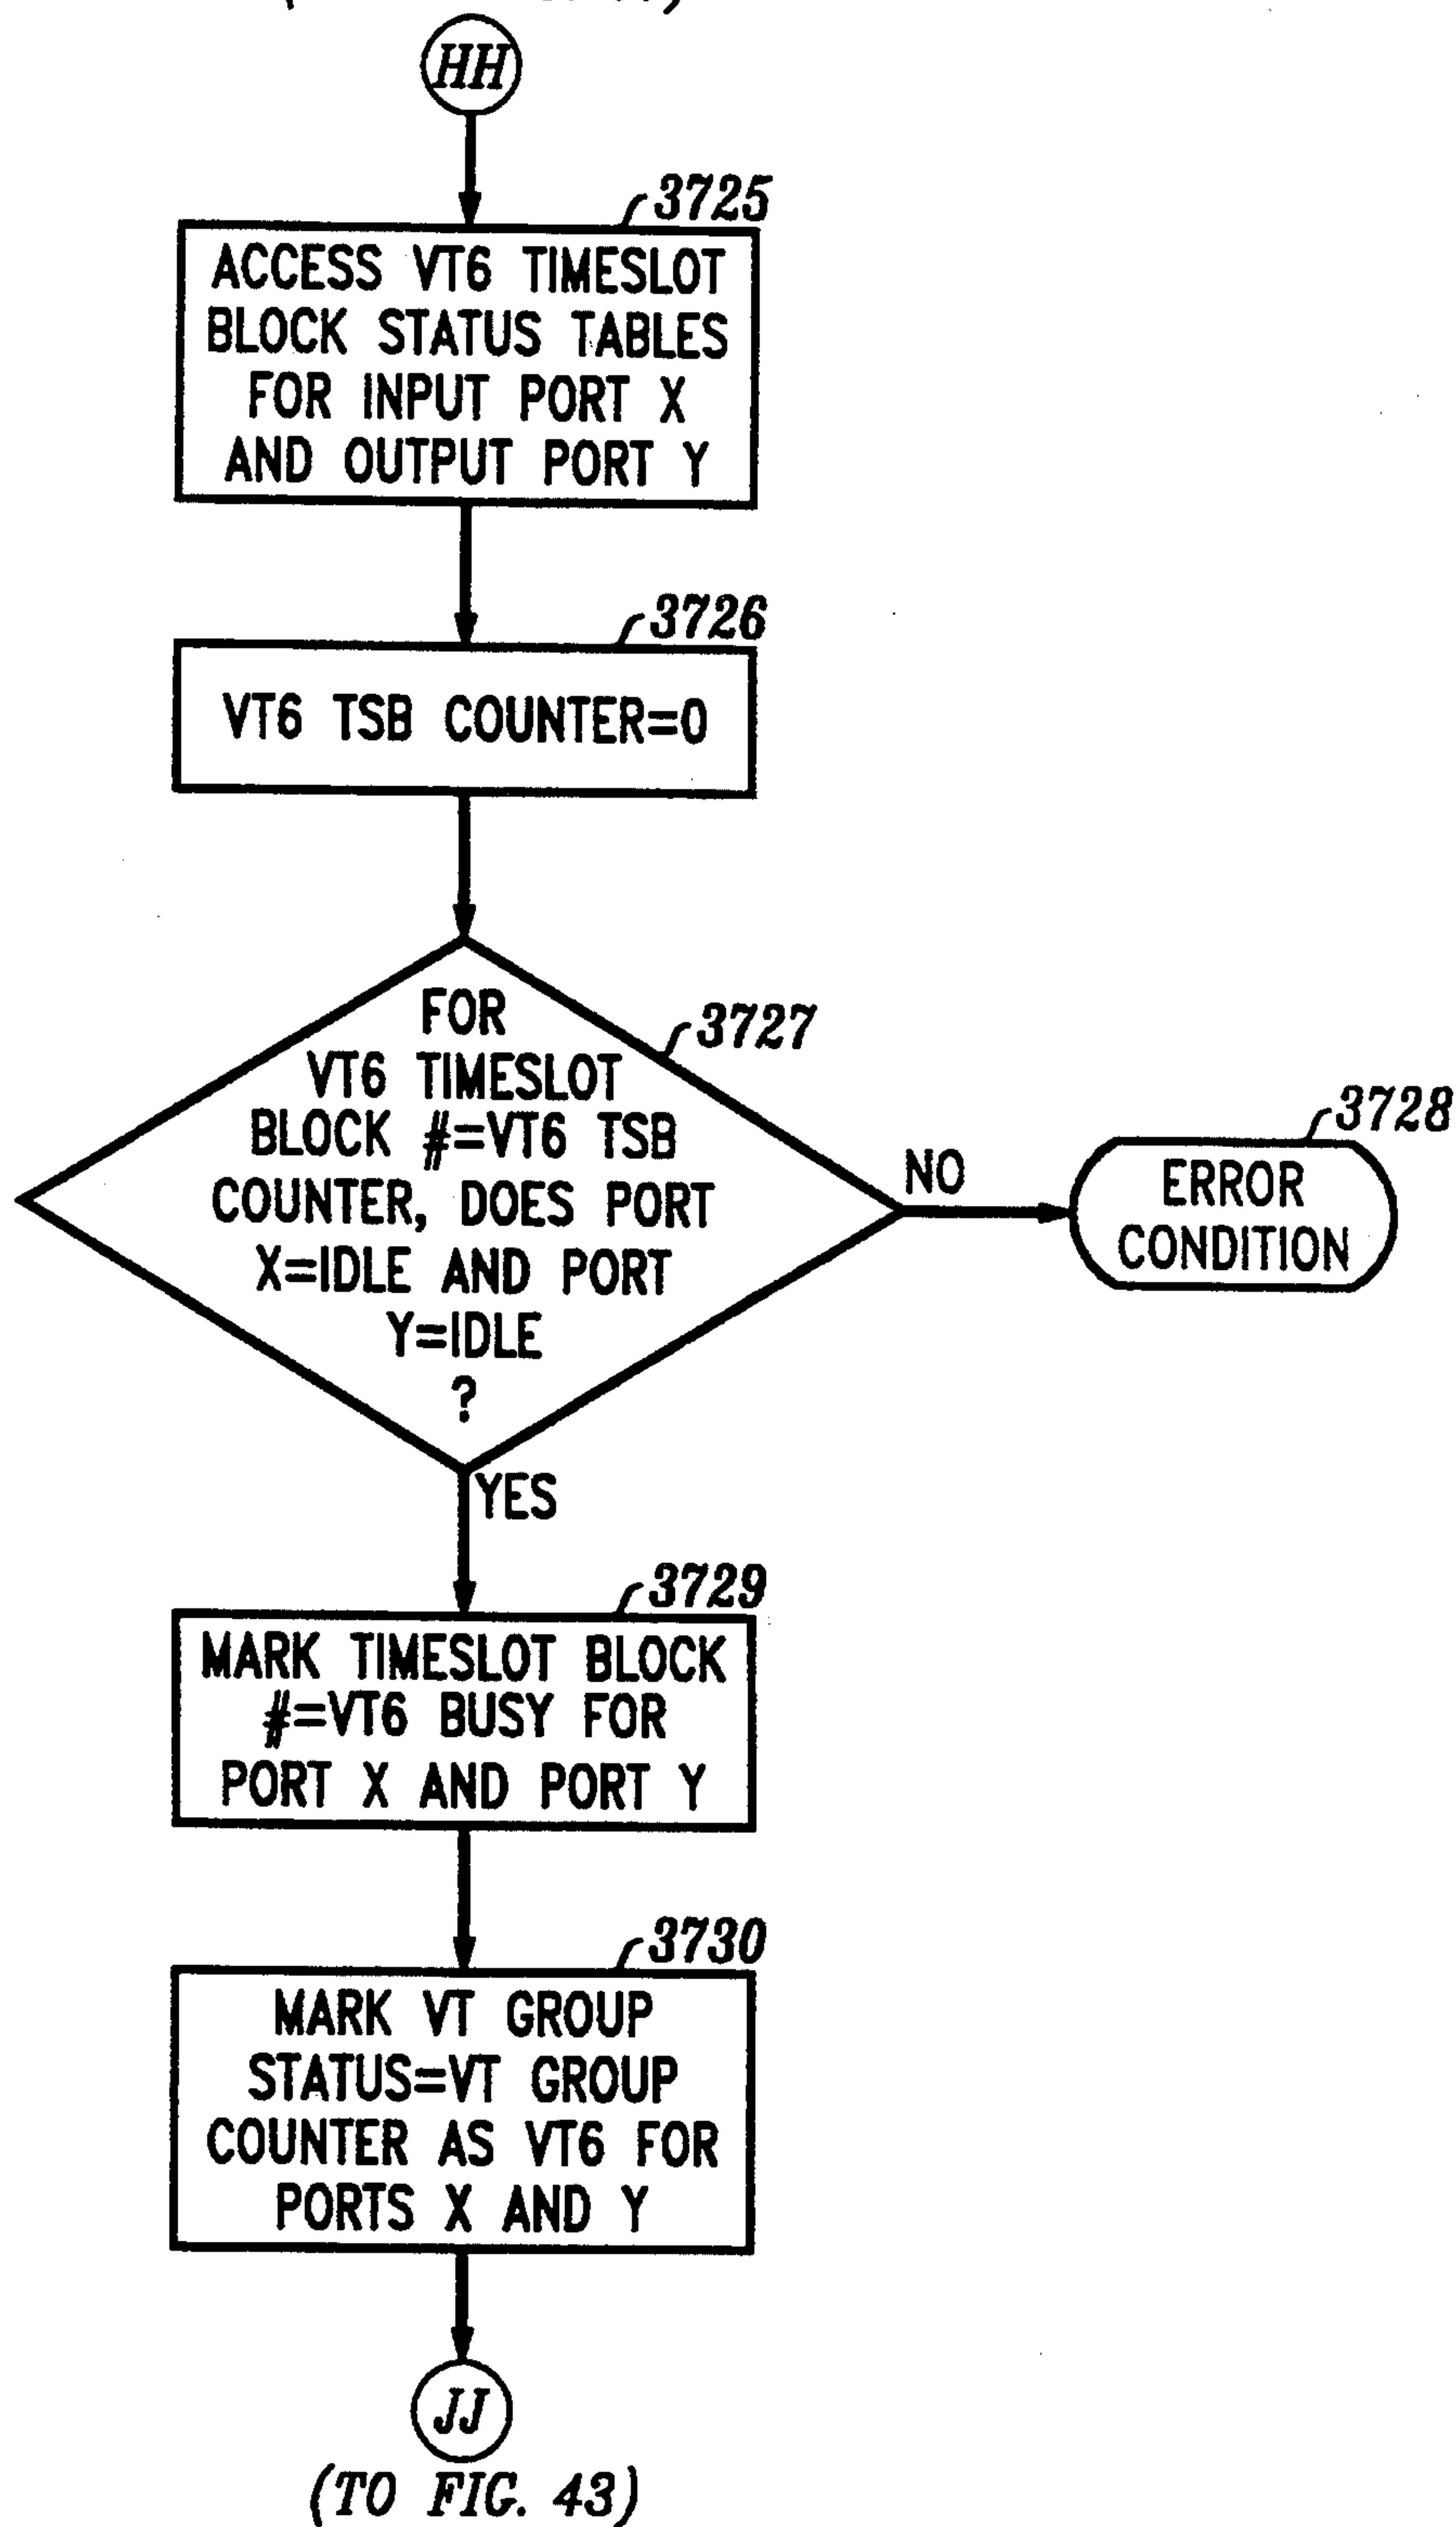 HH
3725
ACCESS VT6 TIMESLOT
BLOCK STATUS TABLES
FOR INPUT PORT X
AND OUTPUT PORT Y
3726
VT6 TSB COUNTER=0
3727
FOR
VT6 TIMESLOT
BLOCK #=VT6 TSB
COUNTER, DOES PORT
X=IDLE AND PORT
Y=IDLE
?
NO
3728
ERROR
CONDITION
YES
3729
MARK TIMESLOT BLOCK
#=VT6 BUSY FOR
PORT X AND PORT Y
3730
MARK VT GROUP
STATUS=VT GROUP
COUNTER AS VT6 FOR
PORTS X AND Y
JJ
(TO FIG. 43)